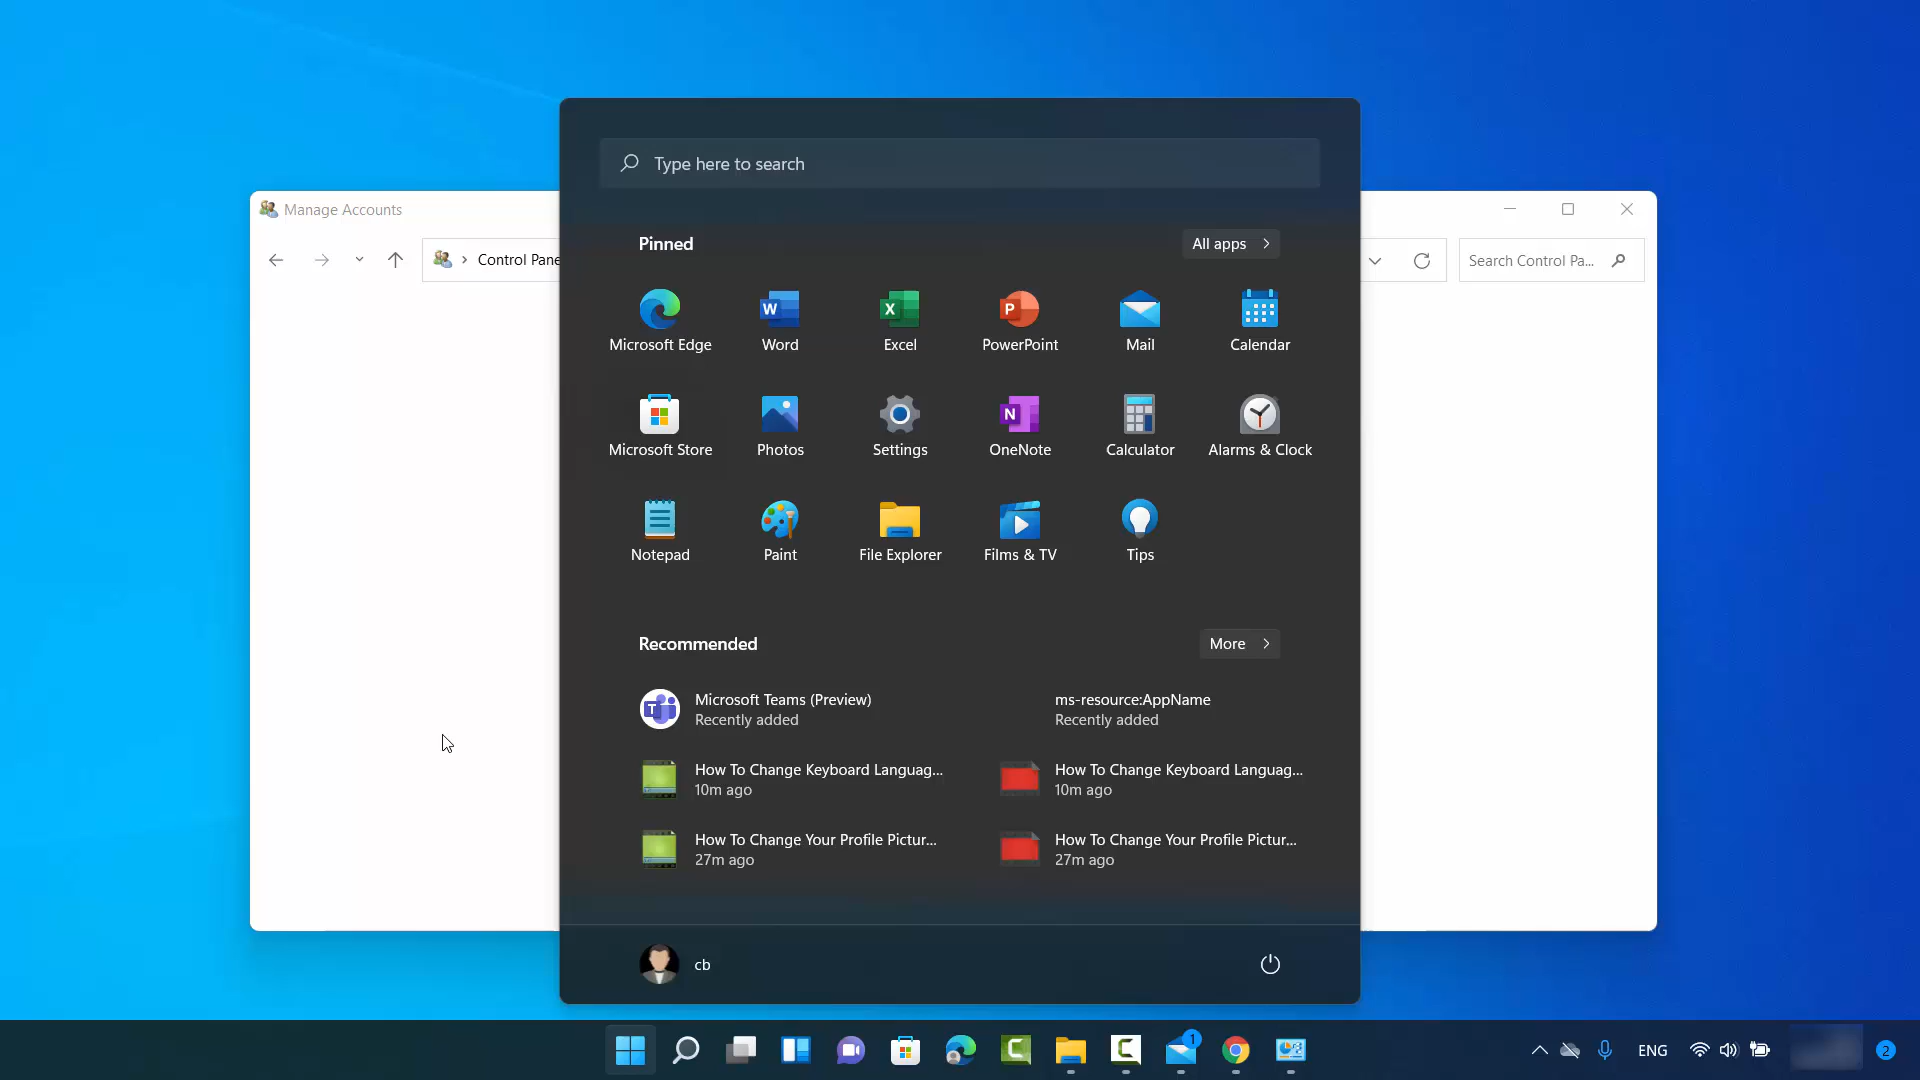 Type here to search
Manage Accounts
Control Pane
Search Control Pa...
Pinned
All apps
Microsoft Edge
Word
Excel
PowerPoint
Mail
Calendar
Microsoft Store
Photos
Settings
OneNote
Calculator
Alarms & Clock
Notepad
Paint
File Explorer
Films & TV
Tips
Recommended
More
Microsoft Teams (Preview)
Recently added
ms-resource:AppName
Recently added
How To Change Keyboard Languag...
10m ago
How To Change Keyboard Languag...
10m ago
How To Change Your Profile Pictur...
27m ago
How To Change Your Profile Pictur...
27m ago
cb
1
ENG
2